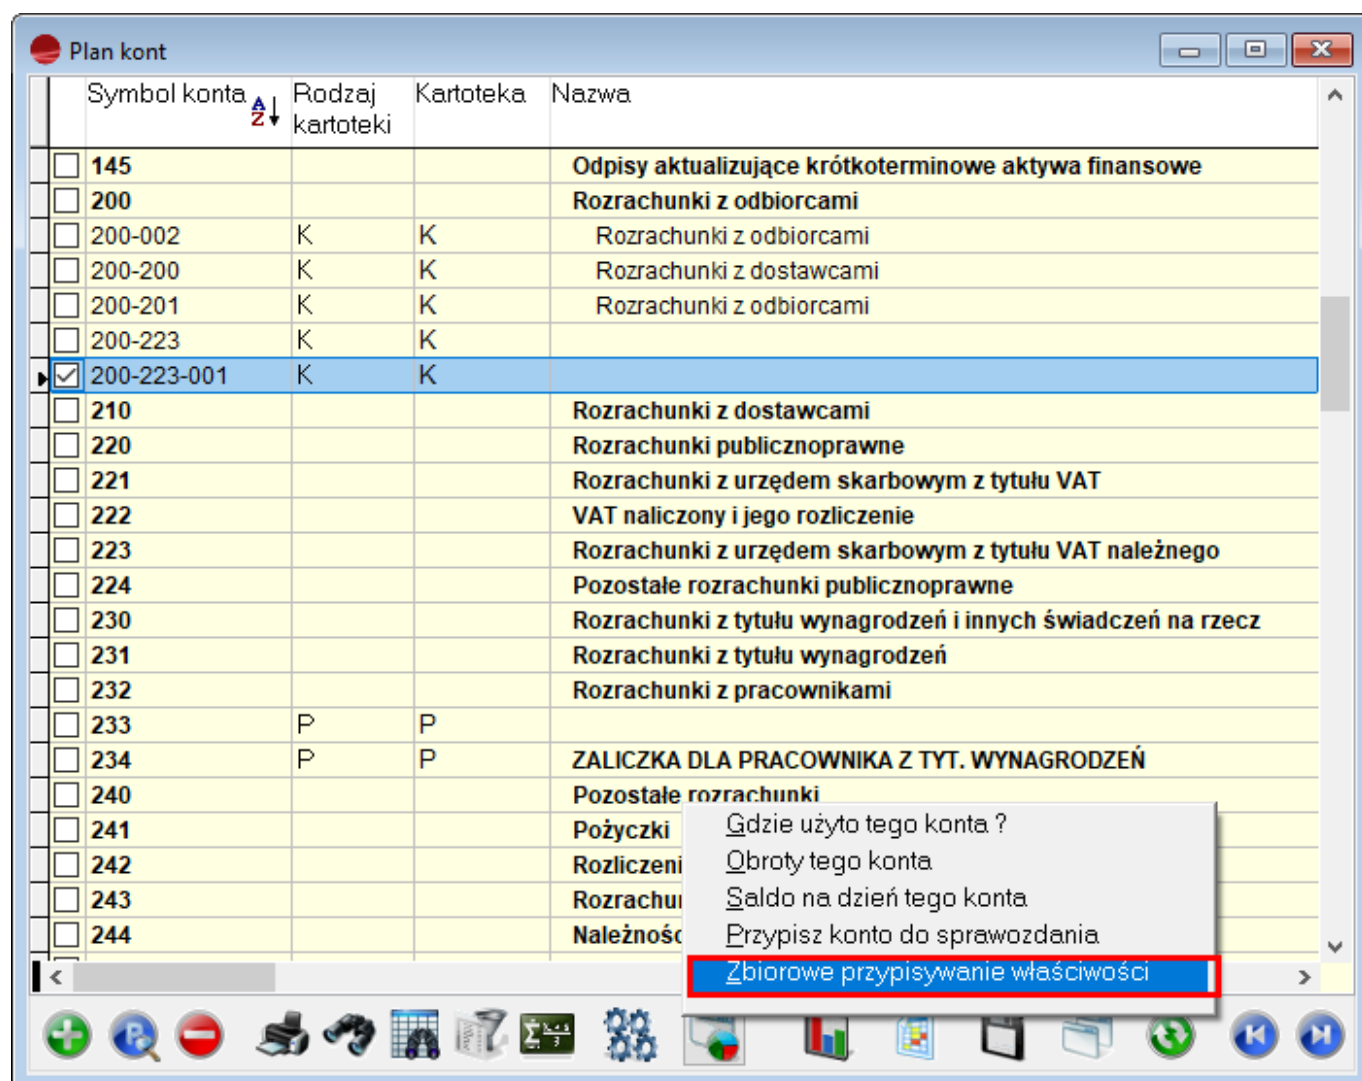 Plan kont
Symbol konta Rodzaj kartoteki Kartoteka Nazwa
145 Odpisy aktualizujące krótkoterminowe aktywa finansowe
200 Rozrachunki z odbiorcami
200-002 K K Rozrachunki z odbiorcami
200-200 K K Rozrachunki z dostawcami
200-201 K K Rozrachunki z odbiorcami
200-223 K K
200-223-001 K K
210 Rozrachunki z dostawcami
220 Rozrachunki publicznoprawne
221 Rozrachunki z urzędem skarbowym z tytułu VAT
222 VAT naliczony i jego rozliczenie
223 Rozrachunki z urzędem skarbowym z tytułu VAT należnego
224 Pozostałe rozrachunki publicznoprawne
230 Rozrachunki z tytułu wynagrodzeń i innych świadczeń na rzecz
231 Rozrachunki z tytułu wynagrodzeń
232 Rozrachunki z pracownikami
233 P P
234 P P ZALICZKA DLA PRACOWNIKA Z TYT. WYNAGRODZEŃ
240 Pozostałe rozrachunki
241 Pożyczki
242 Rozliczeni
243 Rozrachu
244 Należnoś
Gdzie użyto tego konta ?
Obroty tego konta
Saldo na dzień tego konta
Przypisz konto do sprawozdania
Zbiorowe przypisywanie właściwości